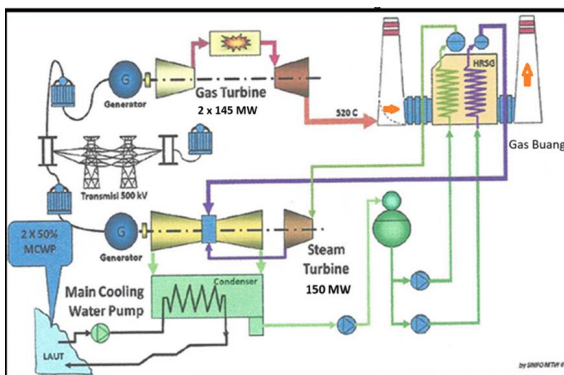 HRSG
G
Generator
Gas Turbine
2 x 145 MW
520 C
Gas Buang
Transmisi 500 kV
G
Generator
2 X 50%
MCWP
Steam
Turbine
150 MW
Main Cooling
Water Pump
Condenser
LAUT